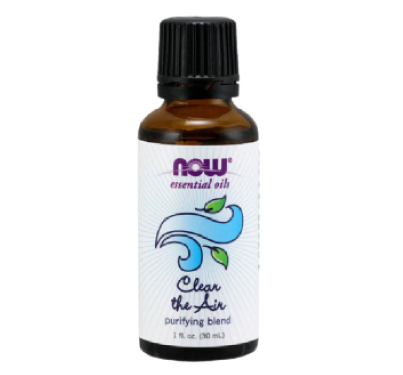 now®
essential oils
Clear
the Air
purifying blend
1 fl. oz. (30 mL)